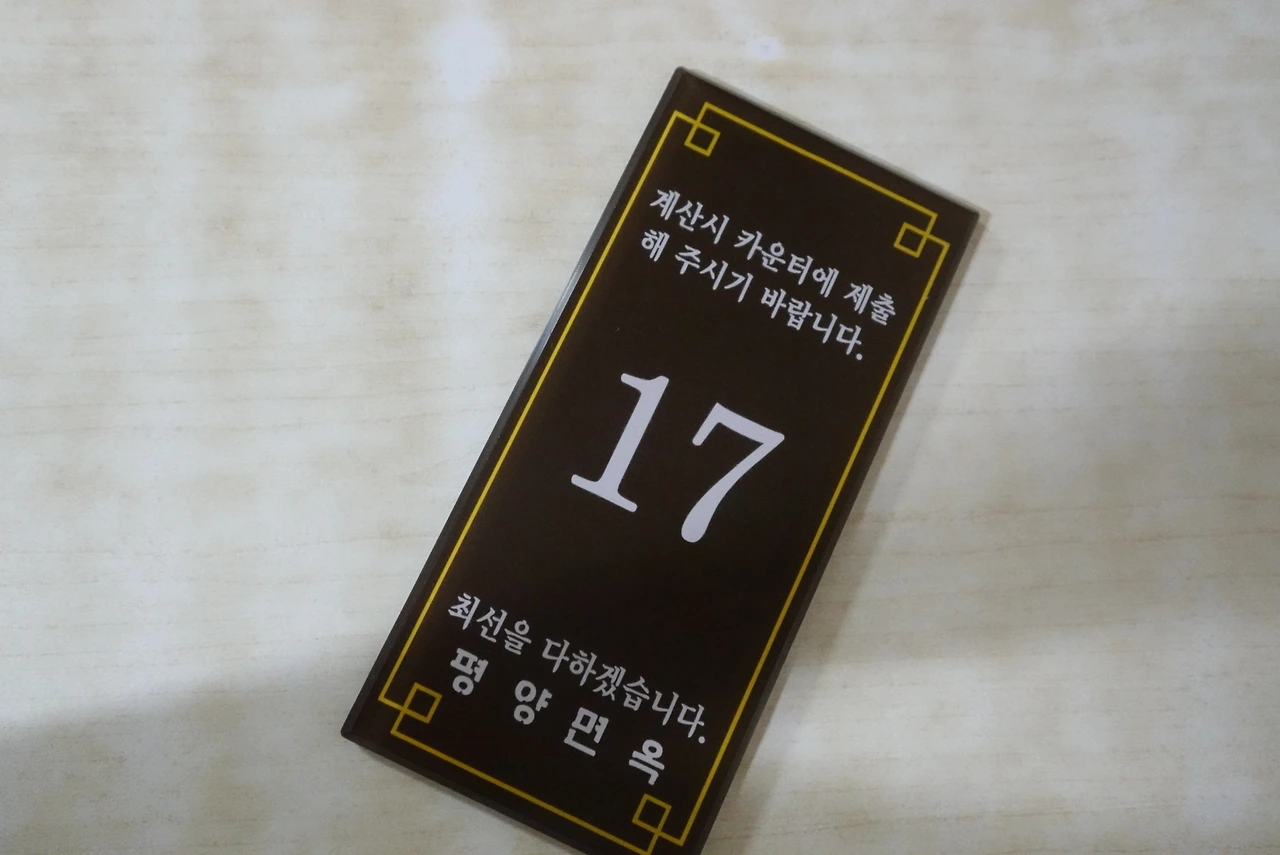 계산시 카운터에 제출
해 주시기 바랍니다.
17
최선을 다하겠습니다.
평양면옥